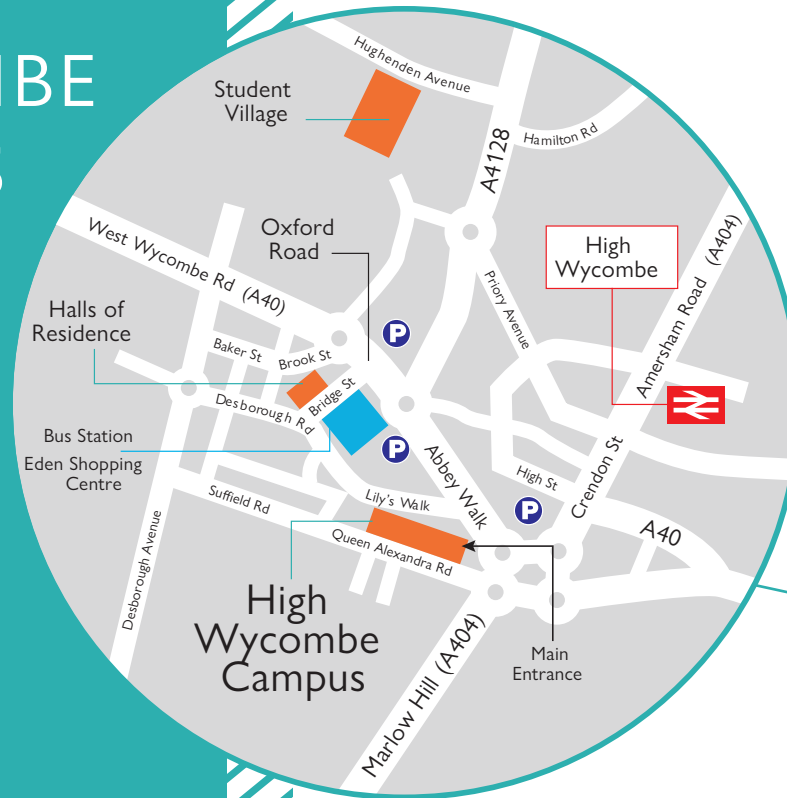 Hughenden Avenue
Student
Village
A4128
Hamilton Rd
West Wycombe Rd (A40)
Oxford
Road
High
Wycombe
Amersham Road (A404)
Priory Avenue
Halls of
Residence
Baker St
Brook St
P
Bridge St
Desborough Rd
Bus Station
Eden Shopping
Centre
P
Abbey Walk
High St
Crendon St
Suffield Rd
Lily's Walk
P
A40
Queen Alexandra Rd
Desborough Avenue
High
Wycombe
Campus
Main
Entrance
Marlow Hill (A404)